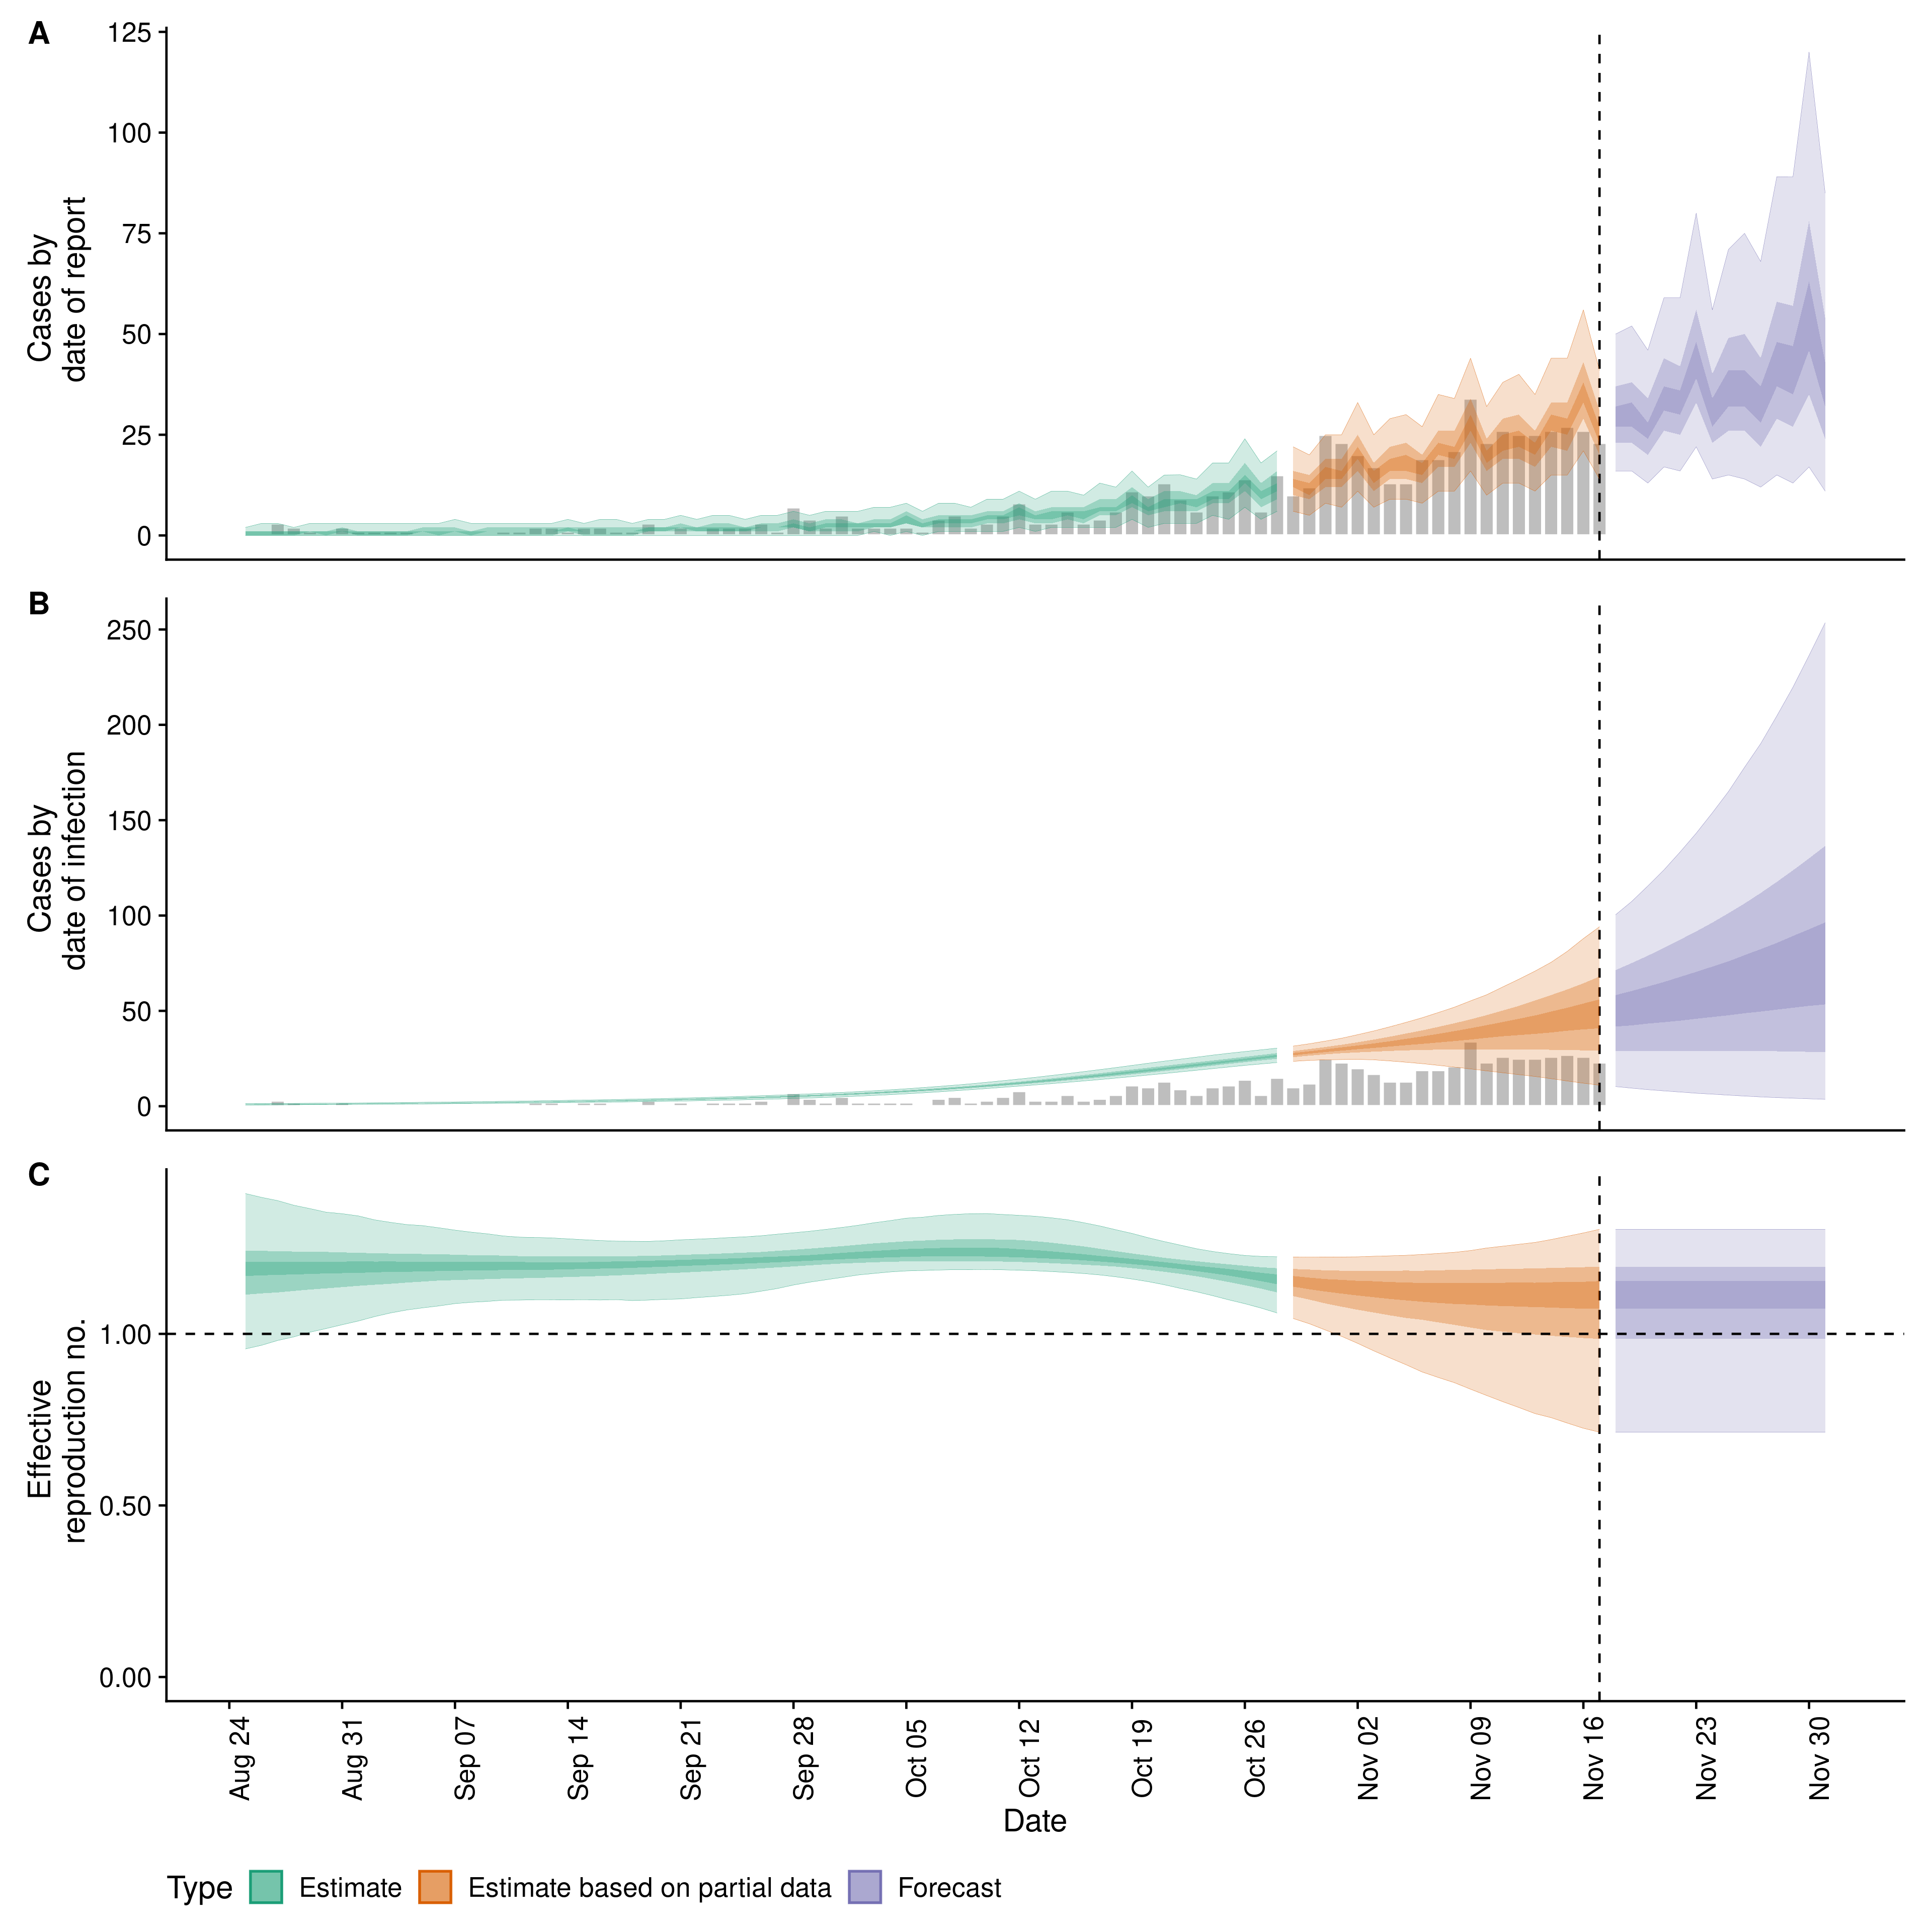 A
125
100
75
50
25
0
Cases by
date of report
B
250
200
150
100
50
0
Cases by
date of infection
C
1.00
0.50
0.00
Effective
reproduction no.
Aug 24
Aug 31
Sep 07
Sep 14
Sep 21
Sep 28
Oct 05
Oct 12
Oct 19
Oct 26
Nov 02
Nov 09
Nov 16
Nov 23
Nov 30
Date
Type Estimate Estimate based on partial data Forecast